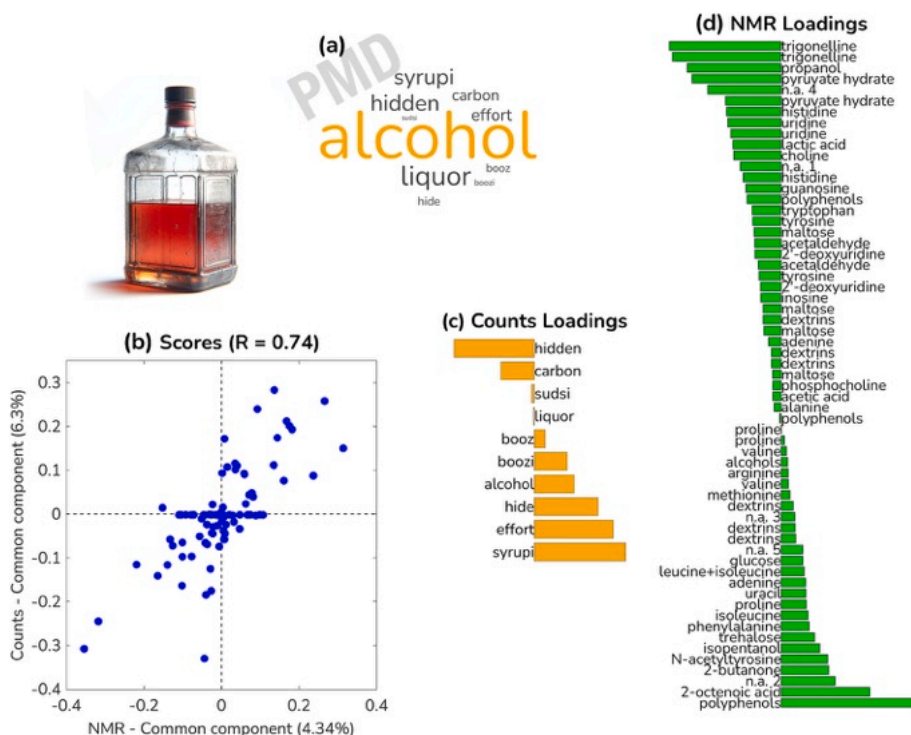 (a)
PMD
syrupi
hidden
carbon
sudsi
effort
alcohol
liquor
booz
boozi
hide
(b) Scores (R = 0.74)
Counts - Common component (6.3%)
0.3
0.2
0.1
0
-0.1
-0.2
-0.3
-0.4
-0.4
-0.2
0
0.2
0.4
NMR - Common component (4.34%)
(c) Counts Loadings
hidden
carbon
sudsi
liquor
booz
boozi
alcohol
hide
effort
syrupi
(d) NMR Loadings
trigonelline
trigonelline
propanol
pyruvate hydrate
n.a. 4
pyruvate hydrate
histidine
uridine
uridine
lactic acid
choline
n.a. 1
histidine
guanosine
polyphenols
tryptophan
tyrosine
maltose
acetaldehyde
2'-deoxyuridine
acetaldehyde
tyrosine
2'-deoxyuridine
inosine
maltose
dextrins
maltose
adenine
dextrins
dextrins
maltose
phosphocholine
acetic acid
alanine
polyphenols
proline
proline
valine
alcohols
arginine
valine
methionine
dextrins
n.a. 3
dextrins
dextrins
n.a. 5
glucose
leucine+isoleucine
adenine
uracil
proline
isoleucine
phenylalanine
trehalose
isopentanol
N-acetyltyrosine
2-butanone
n.a. 2
2-octenoic acid
polyphenols